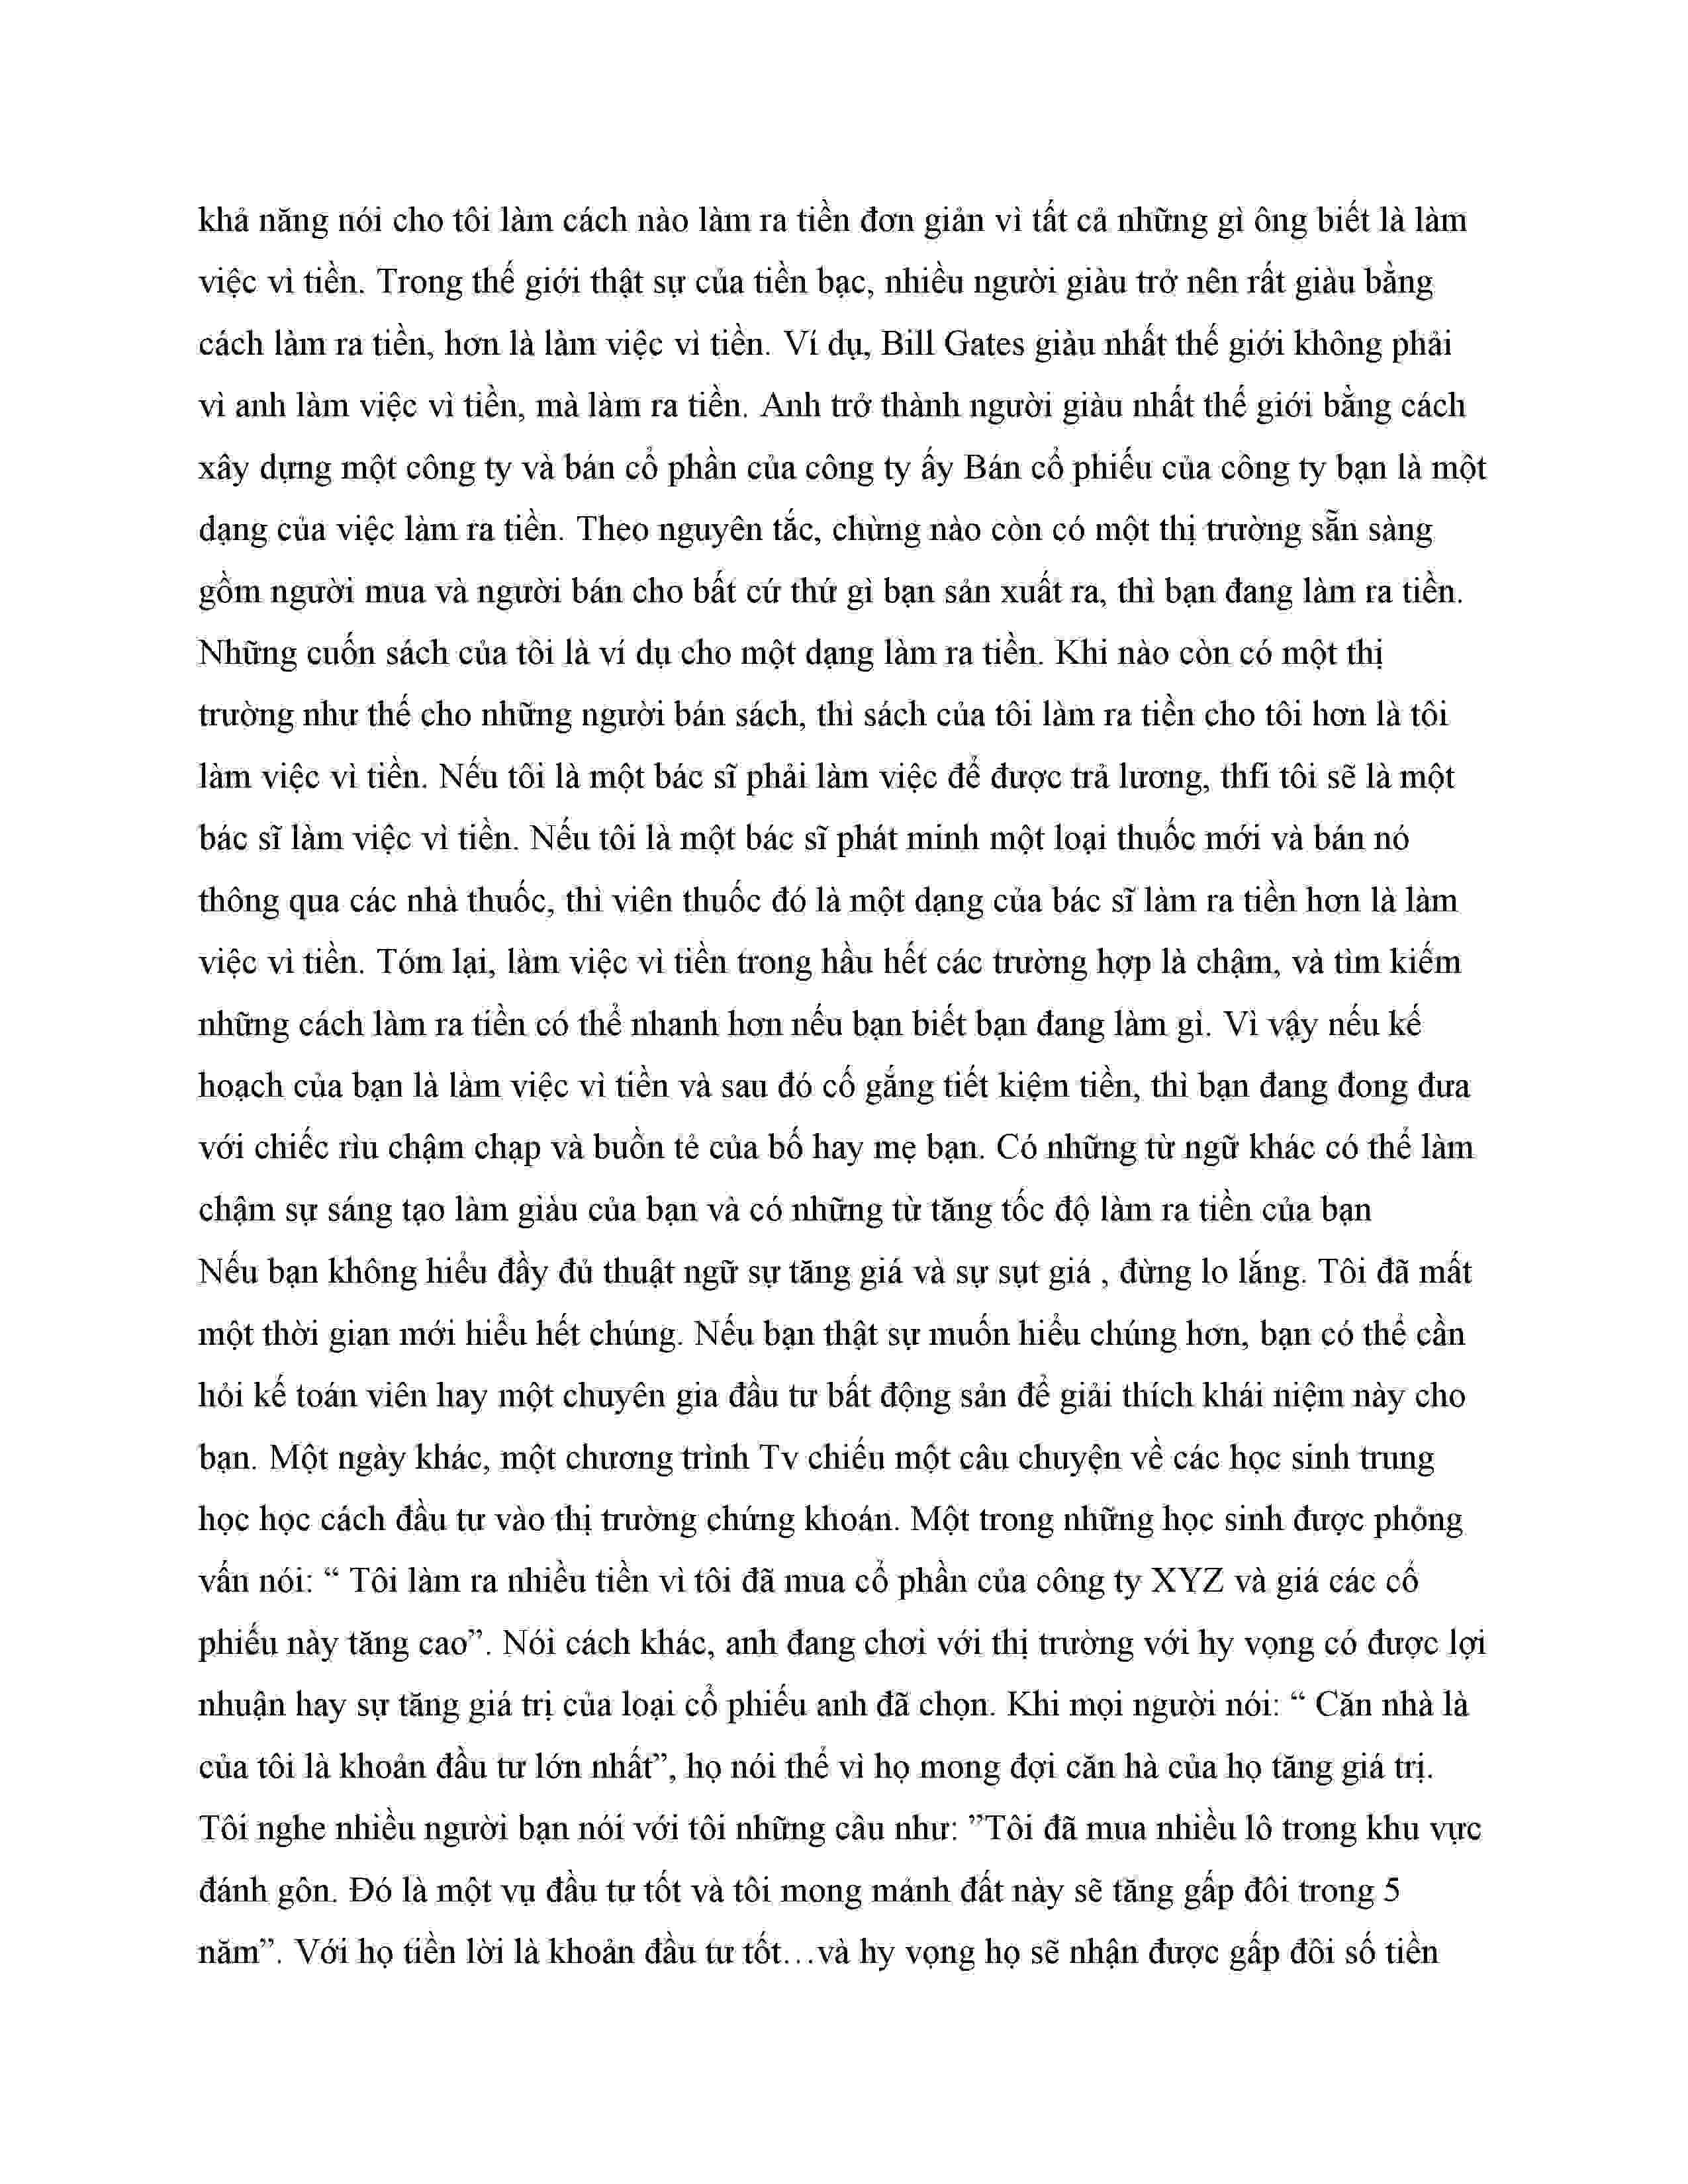 khả năng nói cho tôi làm cách nào làm ra tiền đơn giản vì tất cả những gì ông biết là làm
việc vì tiền. Trong thế giới thật sự của tiền bạc, nhiều người giàu trở nên rất giàu bằng
cách làm ra tiền, hơn là làm việc vì tiền. Ví dụ, Bill Gates giàu nhất thế giới không phải
vì anh làm việc vì tiền, mà làm ra tiền. Anh trở thành người giàu nhất thế giới bằng cách
xây dựng một công ty và bán cổ phần của công ty ấy Bán cổ phiếu của công ty bạn là một
dạng của việc làm ra tiền. Theo nguyên tắc, chừng nào còn có một thị trường sẵn sàng
gồm người mua và người bán cho bất cứ thứ gì bạn sản xuất ra, thì bạn đang làm ra tiền.
Những cuốn sách của tôi là ví dụ cho một dạng làm ra tiền. Khi nào còn có một thị
trường như thế cho những người bán sách, thì sách của tôi làm ra tiền cho tôi hơn là tôi
làm việc vì tiền. Nếu tôi là một bác sĩ phải làm việc để được trả lương, thfi tôi sẽ là một
bác sĩ làm việc vì tiền. Nếu tôi là một bác sĩ phát minh một loại thuốc mới và bán nó
thông qua các nhà thuốc, thì viên thuốc đó là một dạng của bác sĩ làm ra tiền hơn là làm
việc vì tiền. Tóm lại, làm việc vì tiền trong hầu hết các trường hợp là chậm, và tìm kiếm
những cách làm ra tiền có thể nhanh hơn nếu bạn biết bạn đang làm gì. Vì vậy nếu kế
hoạch của bạn là làm việc vì tiền và sau đó cố gắng tiết kiệm tiền, thì bạn đang đong đưa
với chiếc rìu chậm chạp và buồn tẻ của bố hay mẹ bạn. Có những từ ngữ khác có thể làm
chậm sự sáng tạo làm giàu của bạn và có những từ tăng tốc độ làm ra tiền của bạn
Nếu bạn không hiểu đầy đủ thuật ngữ sự tăng giá và sự sụt giá , đừng lo lắng. Tôi đã mất
một thời gian mới hiểu hết chúng. Nếu bạn thật sự muốn hiểu chúng hơn, bạn có thể cần
hỏi kế toán viên hay một chuyên gia đầu tư bất động sản để giải thích khái niệm này cho
bạn. Một ngày khác, một chương trình Tv chiếu một câu chuyện về các học sinh trung
học học cách đầu tư vào thị trường chứng khoán. Một trong những học sinh được phỏng
vấn nói: “ Tôi làm ra nhiều tiền vì tôi đã mua cổ phần của công ty XYZ và giá các cổ
phiếu này tăng cao”. Nói cách khác, anh đang chơi với thị trường với hy vọng có được lợi
nhuận hay sự tăng giá trị của loại cổ phiếu anh đã chọn. Khi mọi người nói: “ Căn nhà là
của tôi là khoản đầu tư lớn nhất”, họ nói thế vì họ mong đợi căn hà của họ tăng giá trị.
Tôi nghe nhiều người bạn nói với tôi những câu như: ”Tôi đã mua nhiều lô trong khu vực
đánh gôn. Đó là một vụ đầu tư tốt và tôi mong mảnh đất này sẽ tăng gấp đôi trong 5
năm”. Với họ tiền lời là khoản đầu tư tốt…và hy vọng họ sẽ nhận được gấp đôi số tiền